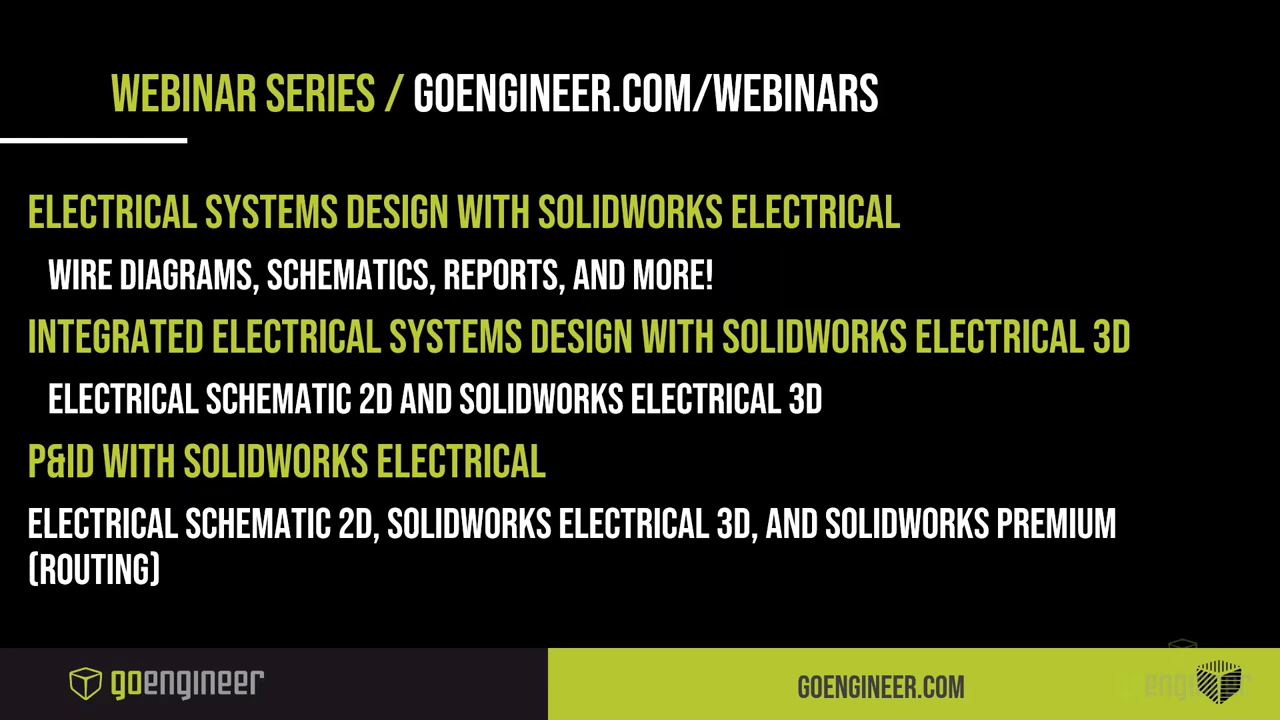 WEBINAR SERIES / GOENGINEER.COM/WEBINARS
ELECTRICAL SYSTEMS DESIGN WITH SOLIDWORKS ELECTRICAL
WIRE DIAGRAMS, SCHEMATICS, REPORTS, AND MORE!
INTEGRATED ELECTRICAL SYSTEMS DESIGN WITH SOLIDWORKS ELECTRICAL 3D
ELECTRICAL SCHEMATIC 2D AND SOLIDWORKS ELECTRICAL 3D
P&ID WITH SOLIDWORKS ELECTRICAL
ELECTRICAL SCHEMATIC 2D, SOLIDWORKS ELECTRICAL 3D, AND SOLIDWORKS PREMIUM
(ROUTING)
goengineer
GOENGINEER.COM